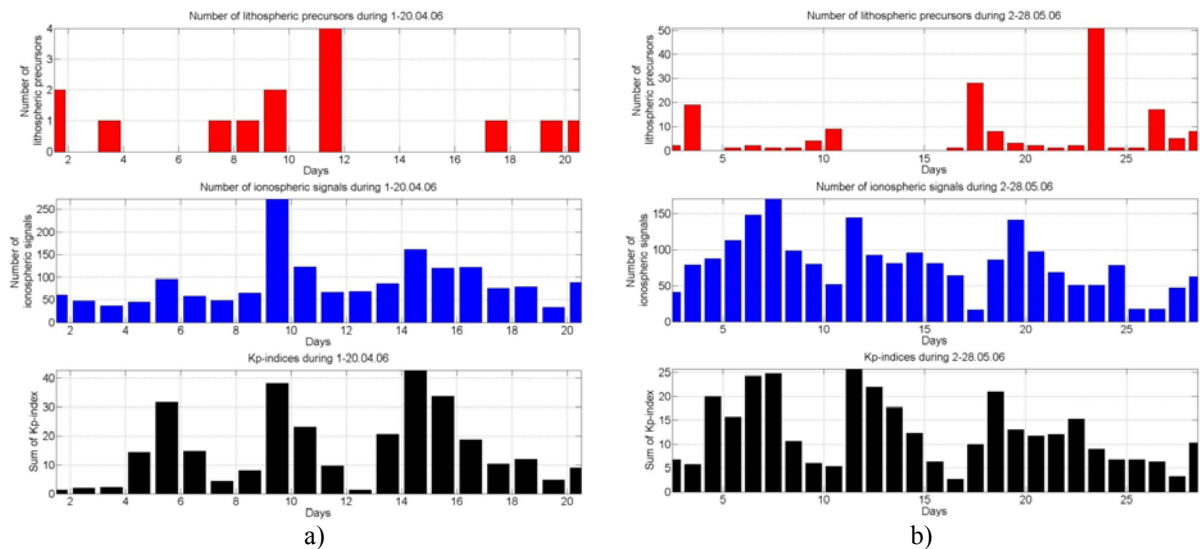 Number of lithospheric precursors during 1-20.04.06
Number of
lithospheric precursors
4
3
2
1
0
2 4 6 8 10 12 14 16 18 20
Days
Number of ionospheric signals during 1-20.04.06
Number of
ionospheric signals
250
200
150
100
50
0
2 4 6 8 10 12 14 16 18 20
Days
Kp-indices during 1-20.04.06
Sum of Kp-index
40
30
20
10
0
2 4 6 8 10 12 14 16 18 20
Days
a)
Number of lithospheric precursors during 2-28.05.06
Number of
lithospheric precursors
50
40
30
20
10
0
5 10 15 20 25
Days
Number of ionospheric signals during 2-28.05.06
Number of
ionospheric signals
150
100
50
0
5 10 15 20 25
Days
Kp-indices during 2-28.05.06
Sum of Kp-index
25
20
15
10
5
0
5 10 15 20 25
Days
b)